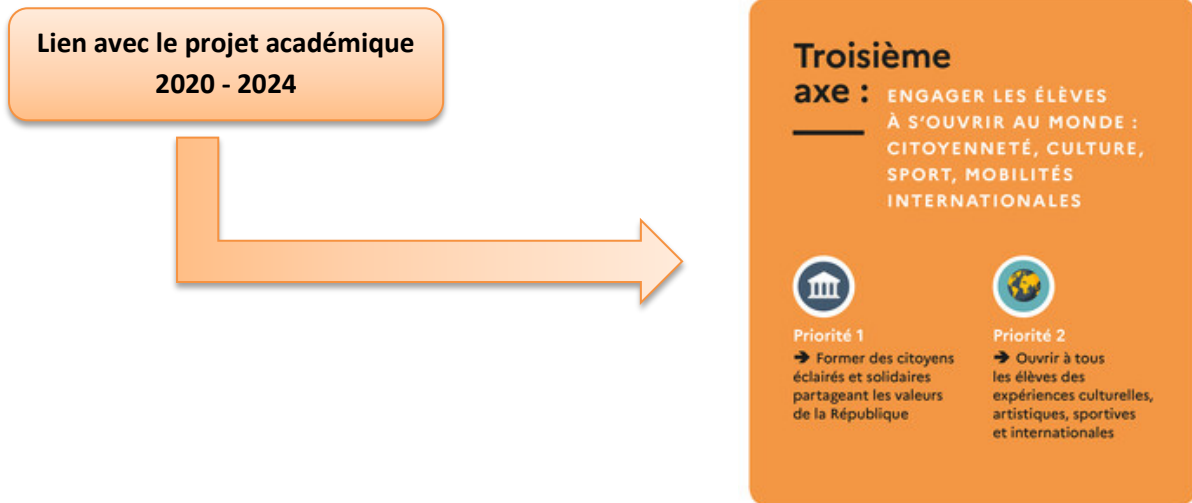 Lien avec le projet académique
2020 - 2024
Troisième
axe :
ENGAGER LES ÉLÈVES
À S'OUVRIR AU MONDE :
CITOYENNETÉ, CULTURE,
SPORT, MOBILITÉS
INTERNATIONALES
Priorité 1
➔ Former des citoyens
éclairés et solidaires
partageant les valeurs
de la République
Priorité 2
➔ Ouvrir à tous
les élèves des
expériences culturelles,
artistiques, sportives
et internationales